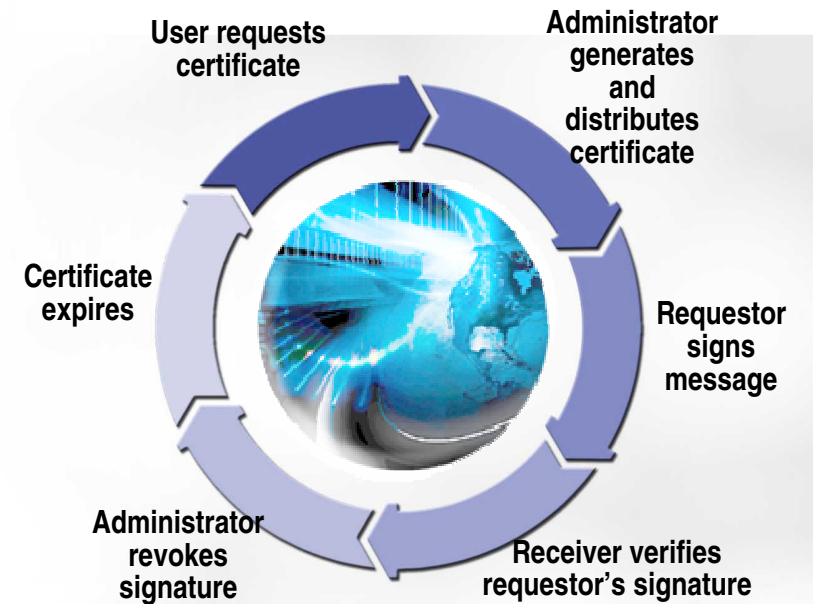 User requests
certificate
Administrator
generates
and
distributes
certificate
Requestor
signs
message
Receiver verifies
requestor's signature
Administrator
revokes
signature
Certificate
expires